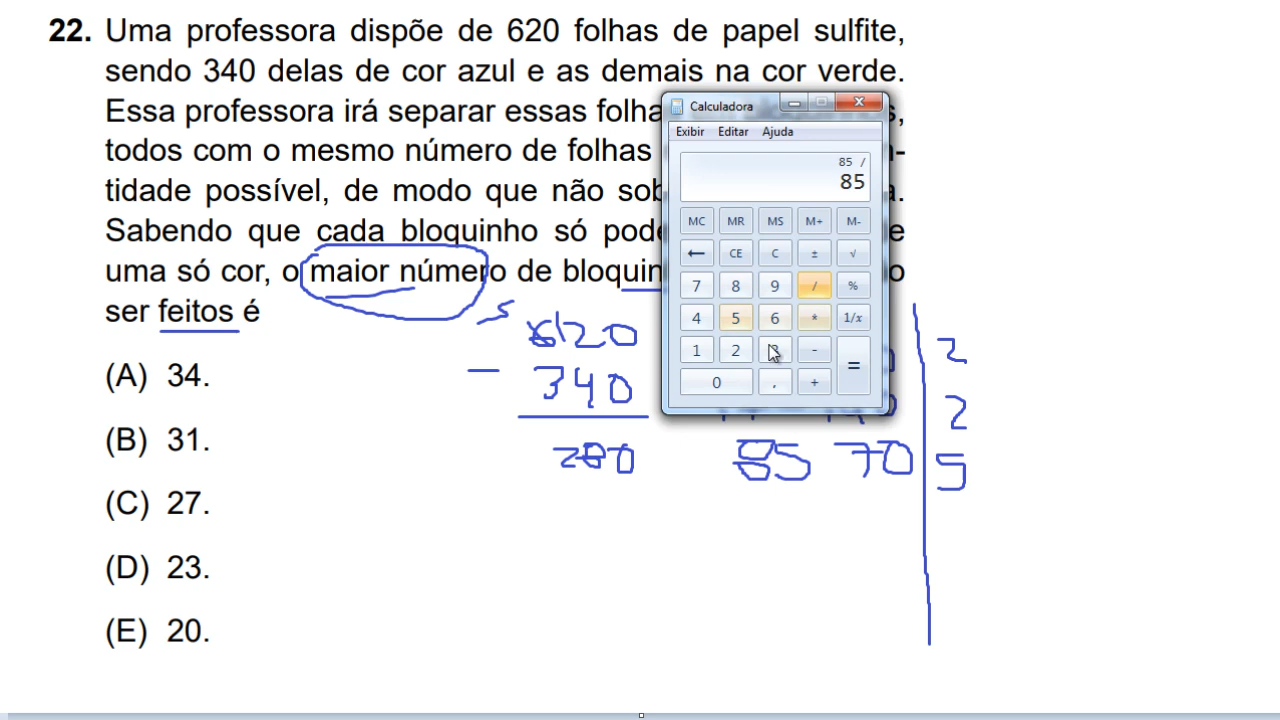 22. Uma professora dispõe de 620 folhas de papel sulfite,
sendo 340 delas de cor azul e as demais na cor verde.
Essa professora irá separar essas
todos com o mesmo número de folhas
tidade possível, de modo que não
Sabendo que cada bloquinho só
uma só cor, o maior número de
ser feitos é
(A) 34.
(B) 31.
(C) 27.
(D) 23.
(E) 20.
Calculadora
Exibir Editar Ajuda
85 /
85
MC MR MS M+ M-
← CE C ± √
7 8 9 / %
4 5 6 * 1/x
1 2 3 - =
0 , +
620
- 340
280
2
2
85 70 5